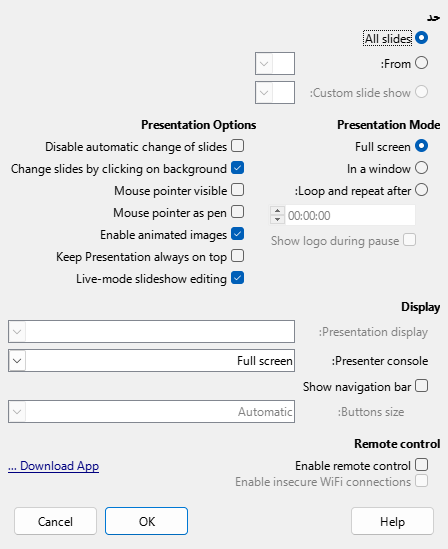 حد
All slides
From:
Custom slide show:
Presentation Mode
Full screen
In a window
Loop and repeat after:
00:00:00
Show logo during pause
Presentation Options
Disable automatic change of slides
Change slides by clicking on background
Mouse pointer visible
Mouse pointer as pen
Enable animated images
Keep Presentation always on top
Live-mode slideshow editing
Display
Presentation display:
Presenter console:
Full screen
Show navigation bar
Buttons size:
Automatic
Remote control
Enable remote control
Download App ...
Enable insecure WiFi connections
Help
OK
Cancel